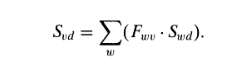 S_{vd} = \sum_{w} (F_{wv} \cdot S_{wd}).